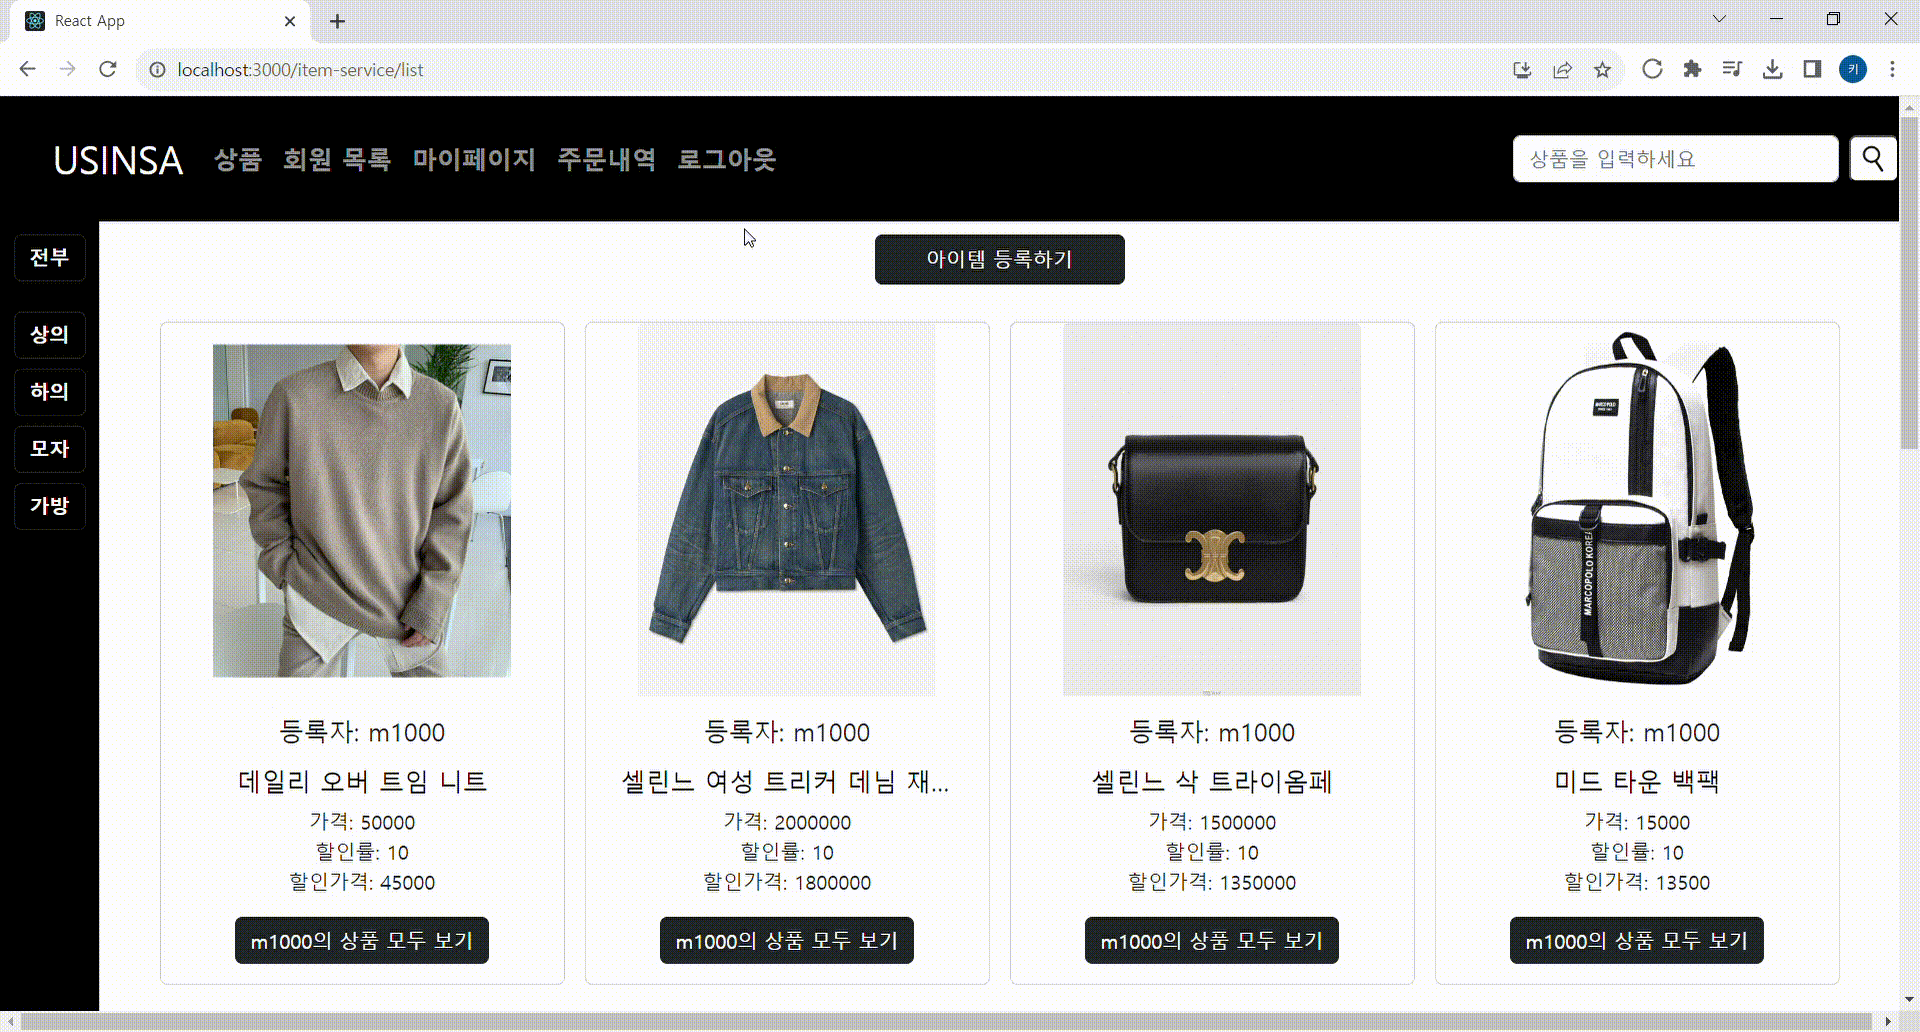 React App
localhost:3000/item-service/list
키
USINSA 상품 회원 목록 마이페이지 주문내역 로그아웃
상품을 입력하세요
전부
상의
하의
모자
가방
아이템 등록하기
MARCO POLO
MARCOPOLO KOREA
등록자: m1000
데일리 오버 트임 니트
가격: 50000
할인률: 10
할인가격: 45000
m1000의 상품 모두 보기
등록자: m1000
셀린느 여성 트리커 데님 재...
가격: 2000000
할인률: 10
할인가격: 1800000
m1000의 상품 모두 보기
등록자: m1000
셀린느 삭 트라이옴페
가격: 1500000
할인률: 10
할인가격: 1350000
m1000의 상품 모두 보기
등록자: m1000
미드 타운 백팩
가격: 15000
할인률: 10
할인가격: 13500
m1000의 상품 모두 보기